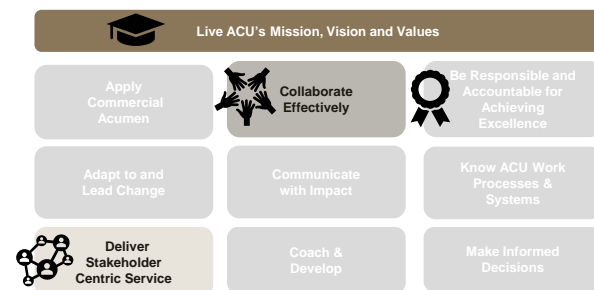 Live ACU's Mission, Vision and Values
Apply
Commercial
Acumen
Collaborate
Effectively
Be Responsible and
Accountable for
Achieving
Excellence
Adapt to and
Lead Change
Communicate
with Impact
Know ACU Work
Processes &
Systems
Deliver
Stakeholder
Centric Service
Coach &
Develop
Make Informed
Decisions